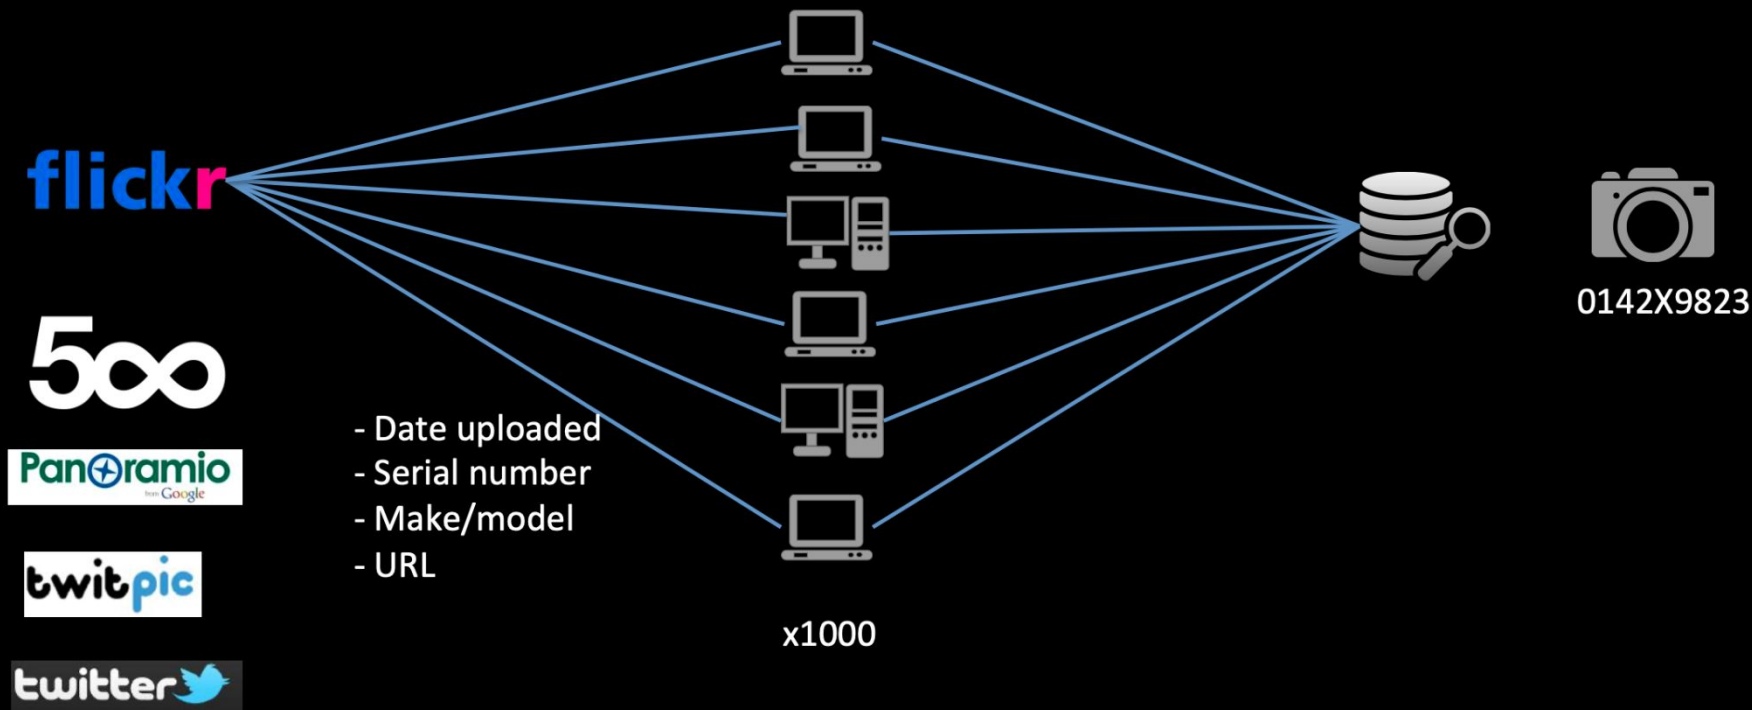 flickr
500
Panoramio
from Google
twitpic
twitter
- Date uploaded
- Serial number
- Make/model
- URL
x1000
0142X9823